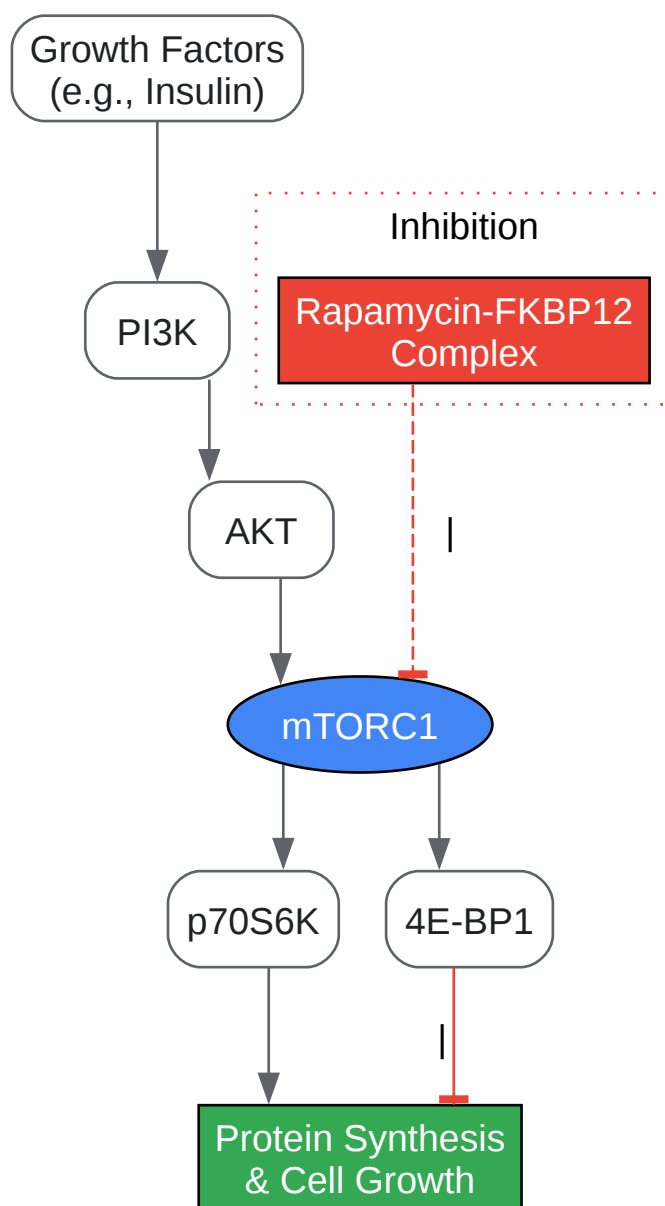 Growth Factors
(e.g., Insulin)
Inhibition
Rapamycin-FKBP12
Complex
PI3K
AKT
|
mTORC1
p70S6K
4E-BP1
|
Protein Synthesis
& Cell Growth